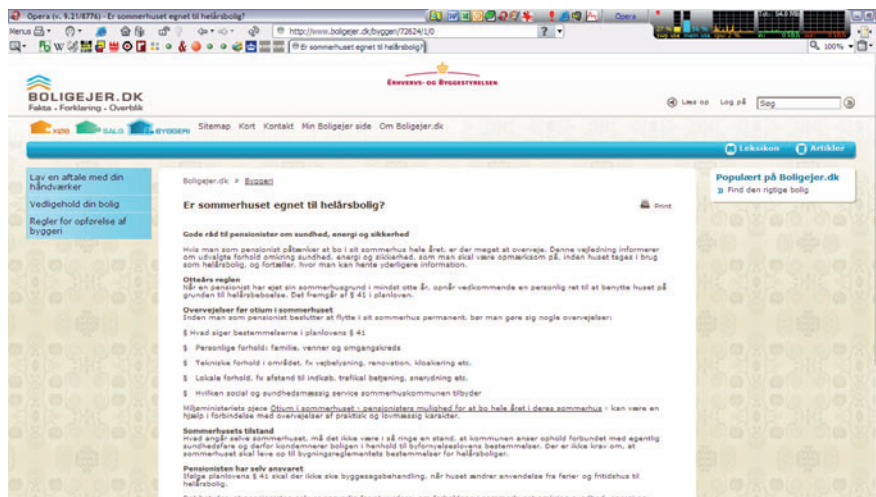 Opera (v. 9.21/8776) - Er sommerhuset egnet til helårsbolig?
Opera
Menus
http://www.boligejer.dk/byggeri/72624/1/0
?
Er sommerhuset egnet til helårsbolig?
100%
ERHVERVS- OG BYGGESTYRELSEN
BOLIGEJER.DK
Fakta - Forklaring - Overblik
Læs op Log på Søg
KØB SALG BYGGERI Sitemap Kort Kontakt Min Boligejer side Om Boligejer.dk
Leksikon Artikler
Lav en aftale med din
håndværker
Vedligehold din bolig
Regler for opførelse af
byggeri
Boligejer.dk > Byggeri
Populært på Boligejer.dk
Find den rigtige bolig
Er sommerhuset egnet til helårsbolig?
Print
Gode råd til pensionister om sundhed, energi og sikkerhed
Hvis man som pensionist påtænker at bo i sit sommerhus hele året, er der meget at overveje. Denne vejledning informerer
om udvalgte forhold omkring sundhed, energi og sikkerhed, som man skal være opmærksom på, inden huset tages i brug
som helårsbolig, og fortæller, hvor man kan hente yderligere information.
Otteårs reglen
Når en pensionist har ejet sin sommerhusgrund i mindst otte år, opnår vedkommende en personlig ret til at benytte huset på
grunden til helårsbeboelse. Det fremgår af § 41 i planloven.
Overvejelser før otium i sommerhuset
Inden man som pensionist beslutter at flytte i sit sommerhus permanent, bør man gøre sig nogle overvejelser:
§ Hvad siger bestemmelserne i planlovens § 41
§ Personlige forhold: familie, venner og omgangskreds
§ Tekniske forhold i området, fx vejbelysning, renovation, kloakering etc.
§ Lokale forhold, fx afstand til indkøb, trafikal betjening, snerydning etc.
§ Hvilken social og sundhedsmæssig service sommerhuskommunen tilbyder
Miljøministeriets pjece Otium i sommerhuset - pensionisters mulighed for at bo hele året i deres sommerhus - kan være en
hjælp i forbindelse med overvejelser af praktisk og lovmæssig karakter.
Sommerhusets tilstand
Hvad angår selve sommerhuset, må det ikke være i så ringe en stand, at kommunen anser ophold forbundet med egentlig
sundhedsfare og derfor kondemnerer boligen i henhold til byfornyelseslovens bestemmelser. Der er ikke krav om, at
sommerhuset skal leve op til bygningsreglementets bestemmelser for helårsboliger.
Pensionisten har selv ansvaret
Ifølge planlovens § 41 skal der ikke ske byggesagsbehandling, når huset ændrer anvendelse fra ferie- og fritidshus til
helårsbolig.